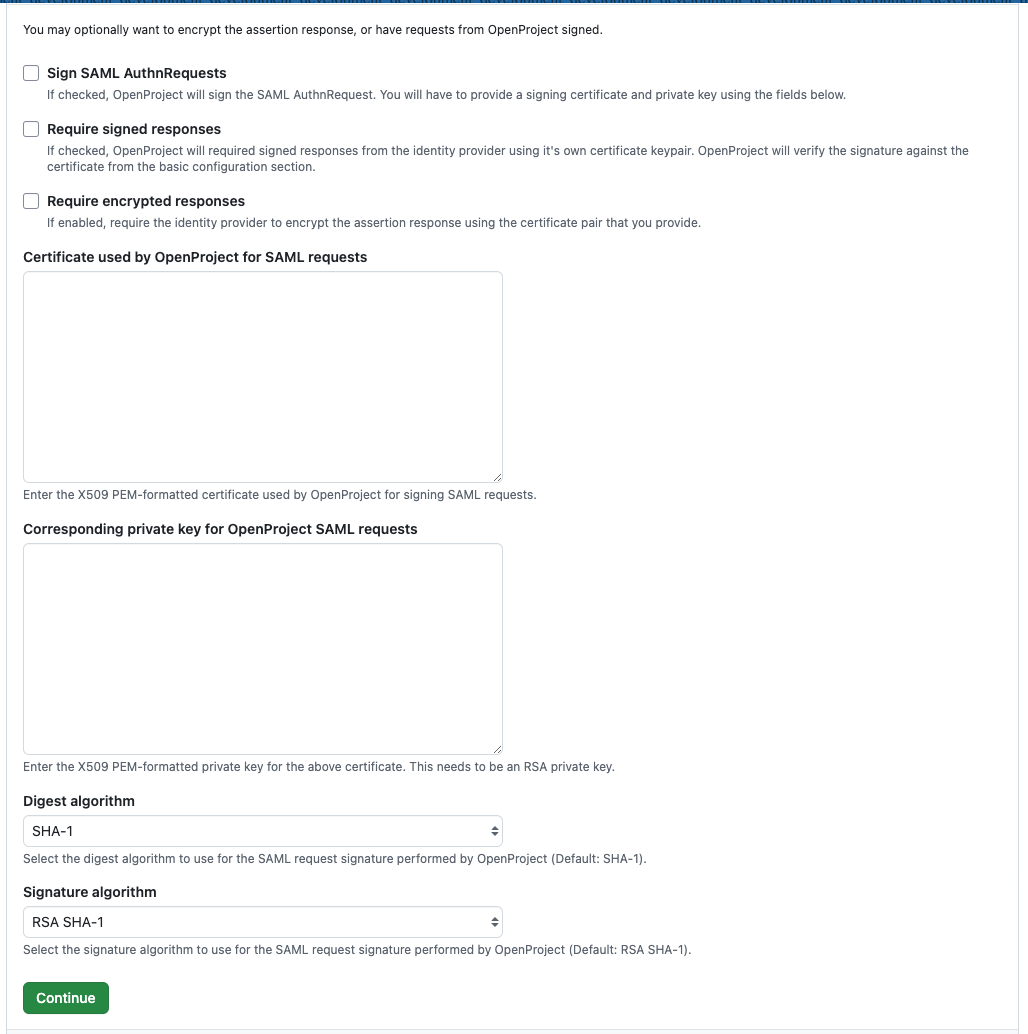 You may optionally want to encrypt the assertion response, or have requests from OpenProject signed.
Sign SAML AuthnRequests
If checked, OpenProject will sign the SAML AuthnRequest. You will have to provide a signing certificate and private key using the fields below.
Require signed responses
If checked, OpenProject will required signed responses from the identity provider using it's own certificate keypair. OpenProject will verify the signature against the
certificate from the basic configuration section.
Require encrypted responses
If enabled, require the identity provider to encrypt the assertion response using the certificate pair that you provide.
Certificate used by OpenProject for SAML requests
Enter the X509 PEM-formatted certificate used by OpenProject for signing SAML requests.
Corresponding private key for OpenProject SAML requests
Enter the X509 PEM-formatted private key for the above certificate. This needs to be an RSA private key.
Digest algorithm
SHA-1
Select the digest algorithm to use for the SAML request signature performed by OpenProject (Default: SHA-1).
Signature algorithm
RSA SHA-1
Select the signature algorithm to use for the SAML request signature performed by OpenProject (Default: RSA SHA-1).
Continue